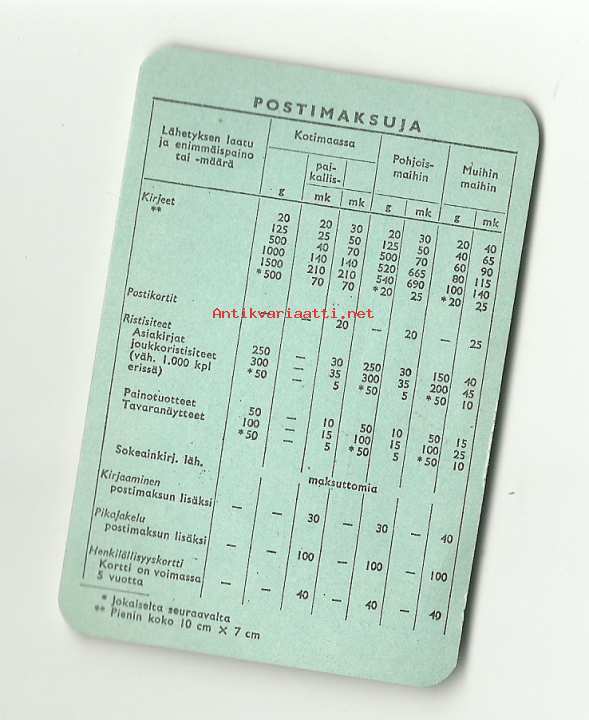 POSTIMAKSUJA
Lähetyksen laatu ja enimmäispaino tai -määrä | Kotimaassa | Pohjois-maihin | Muihin maihin
g | pai-kallis- mk | mk | g | mk | g | mk
Kirjeet
**
20 20 30 20 30 20 40
125 25 50 125 50 40 65
500 40 70 500 70 60 90
1000 140 140 520 665 80 115
1500 210 210 540 690 100 140
*500 70 70 *20 25 *20 25
Antikvariaatti.net
Postikortit — — 20 — 20 — 25
Ristisiteet
Asiakirjat 250 — 30 250 30 150 40
joukkoristisiteet 300 — 35 300 35 200 45
(väh. 1.000 kpl *50 — 5 *50 5 *50 10
erissä)
Painotuotteet 50 — 10 50 10 50 15
Tavaranäytteet 100 — 15 100 15 100 25
*50 — 5 *50 5 *50 10
Sokeainkirj. läh. maksuttomia
Kirjaaminen
postimaksun lisäksi — — 30 — 30 — 40
Pikajakelu
postimaksun lisäksi — — 100 — 100 — 100
Henkilöllisyyskortti
Kortti on voimassa — — 40 — 40 — 40
5 vuotta
* Jokaiselta seuraavalta
** Pienin koko 10 cm X 7 cm